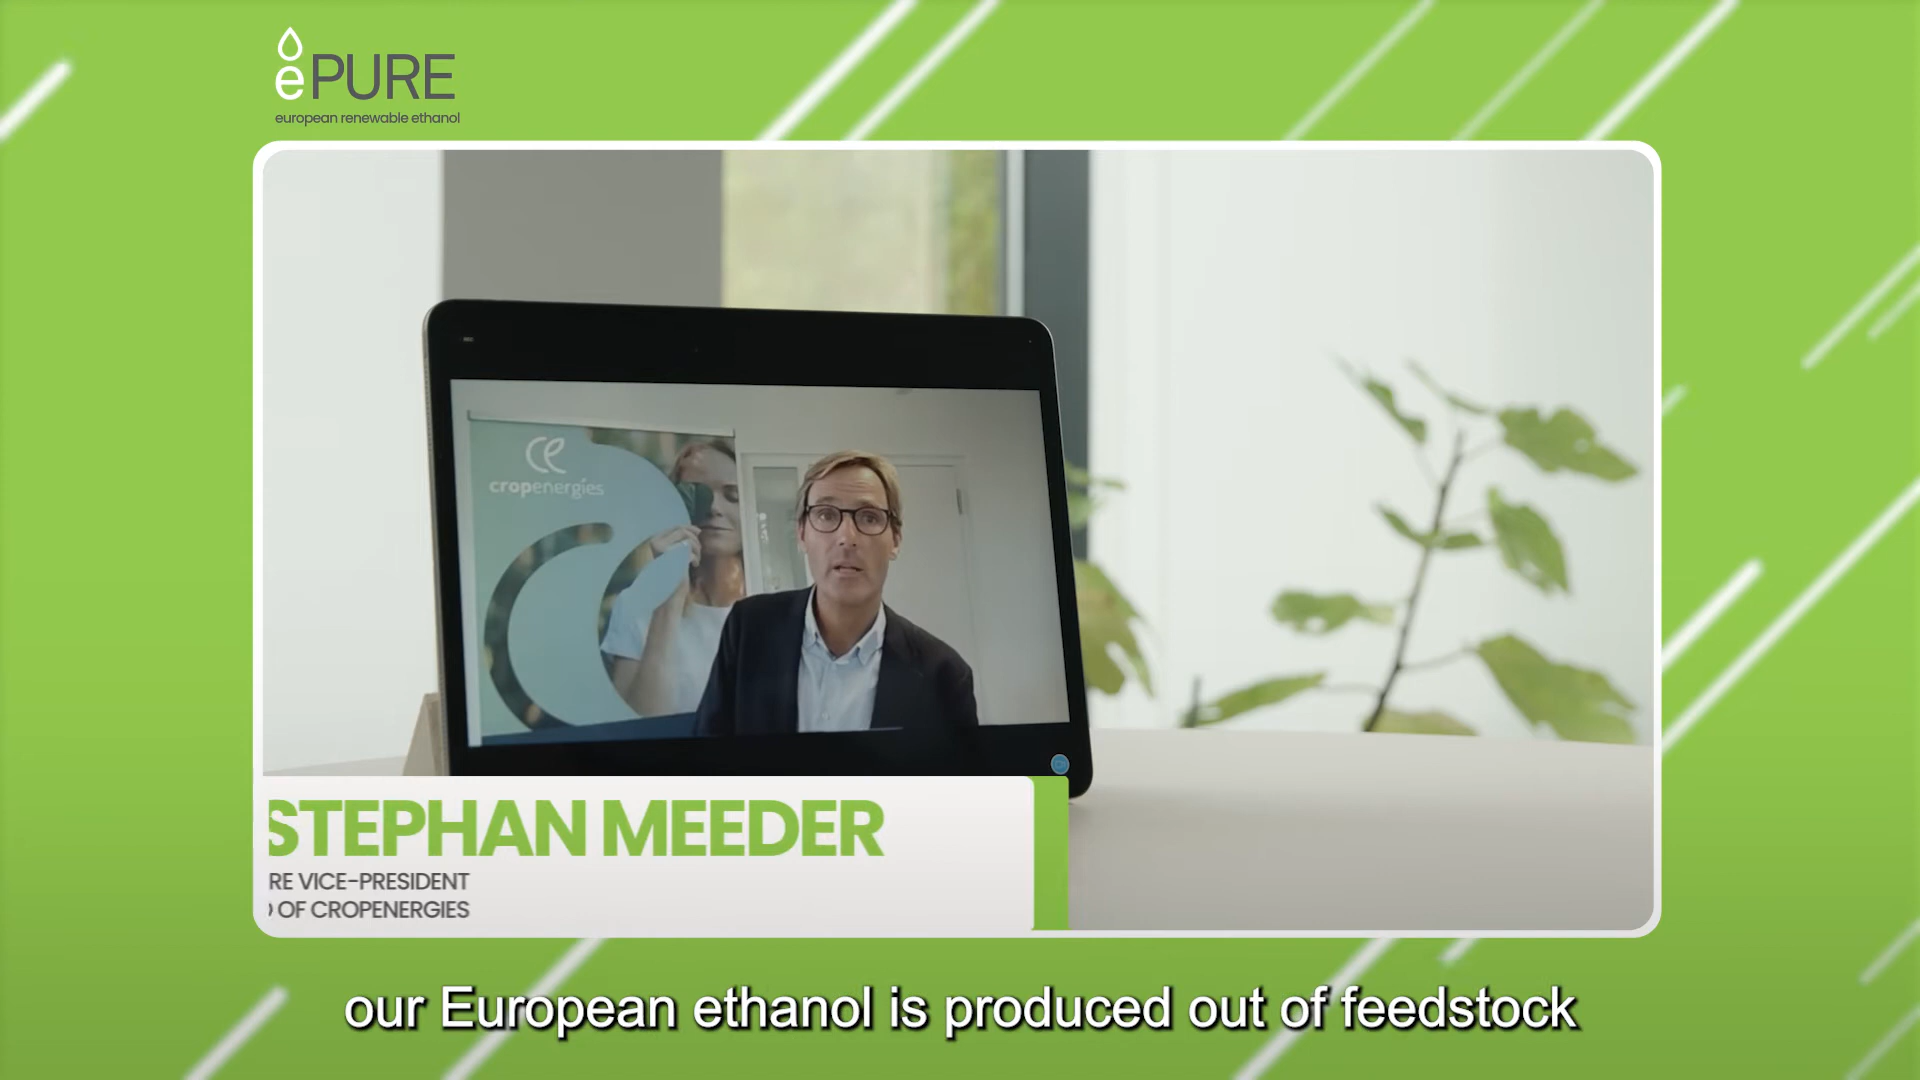 ePURE
european renewable ethanol
cropenergies
STEPHAN MEEDER
RE VICE-PRESIDENT
OF CROPENERGIES
our European ethanol is produced out of feedstock